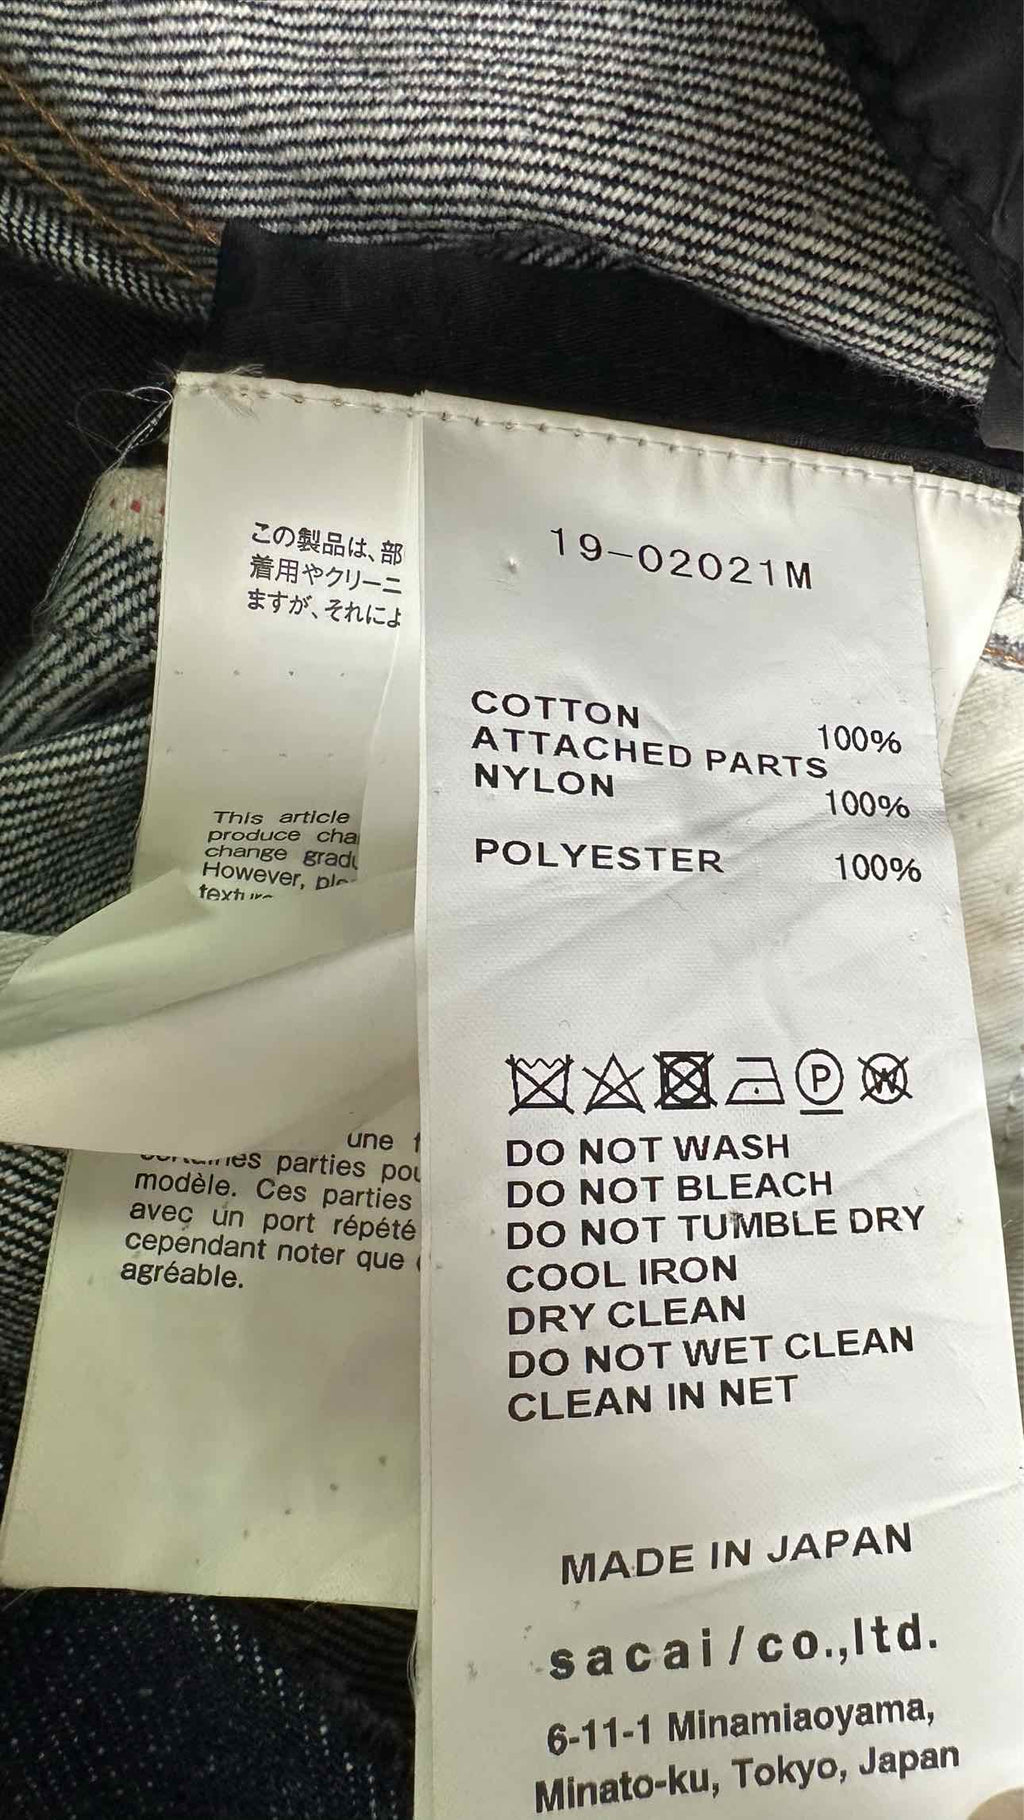 この製品は、部
着用やクリーニ
ますが、それによ
This article
produce cha
change gradu
However,
une
parties pou
modèle. Ces parties
avec un port répété
cependant noter que
agréable.
19-02021M
COTTON 100%
ATTACHED PARTS
NYLON 100%
POLYESTER 100%
P W
DO NOT WASH
DO NOT BLEACH
DO NOT TUMBLE DRY
COOL IRON
DRY CLEAN
DO NOT WET CLEAN
CLEAN IN NET
MADE IN JAPAN
sacai/co.,ltd.
6-11-1 Minamiaoyama,
Minato-ku, Tokyo, Japan